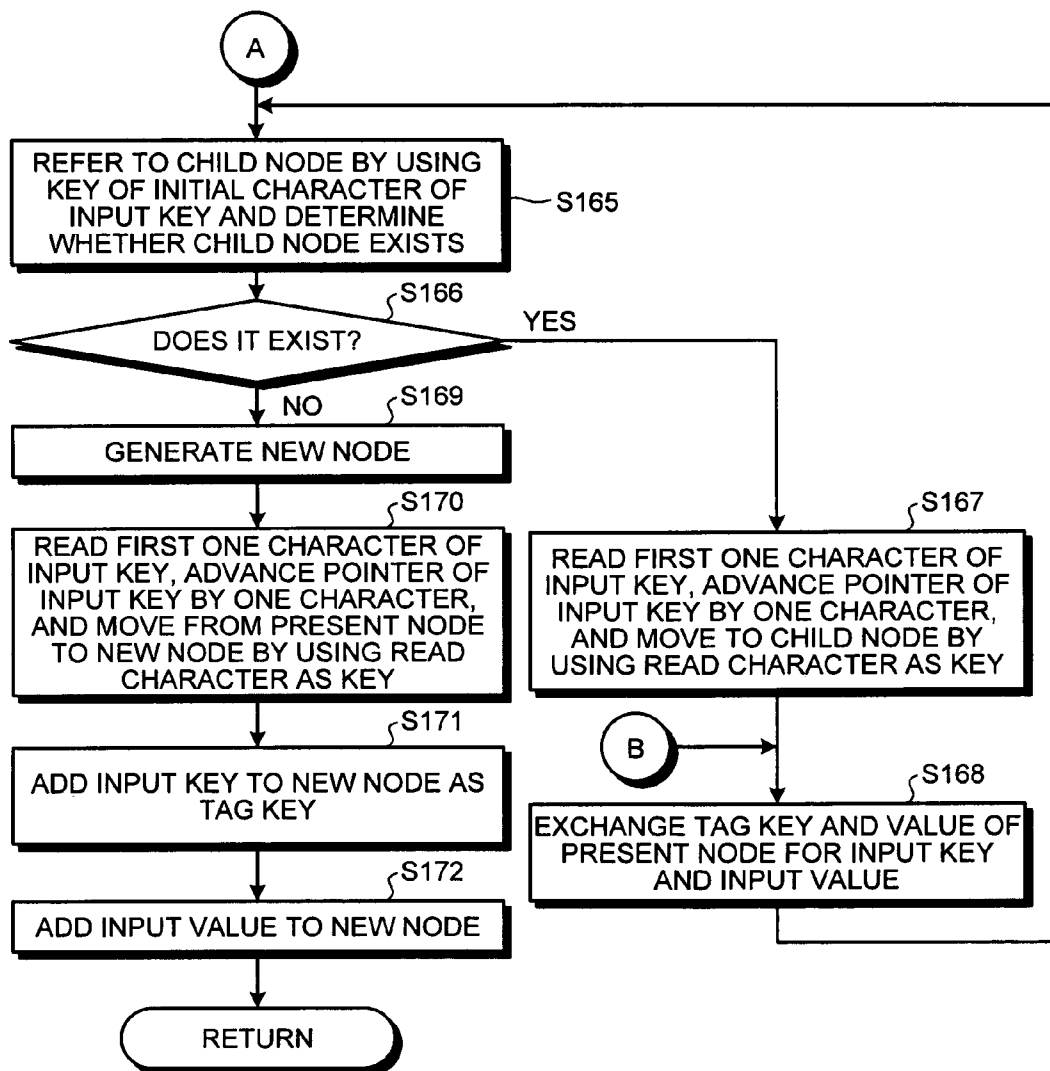 A
REFER TO CHILD NODE BY USING
KEY OF INITIAL CHARACTER OF
INPUT KEY AND DETERMINE
WHETHER CHILD NODE EXISTS
S165
S166
DOES IT EXIST?
YES
NO
S169
GENERATE NEW NODE
S170
READ FIRST ONE CHARACTER OF
INPUT KEY, ADVANCE POINTER OF
INPUT KEY BY ONE CHARACTER,
AND MOVE FROM PRESENT NODE
TO NEW NODE BY USING READ
CHARACTER AS KEY
S167
READ FIRST ONE CHARACTER OF
INPUT KEY, ADVANCE POINTER OF
INPUT KEY BY ONE CHARACTER,
AND MOVE TO CHILD NODE BY
USING READ CHARACTER AS KEY
S171
ADD INPUT KEY TO NEW NODE AS
TAG KEY
B
S168
EXCHANGE TAG KEY AND VALUE OF
PRESENT NODE FOR INPUT KEY
AND INPUT VALUE
S172
ADD INPUT VALUE TO NEW NODE
RETURN